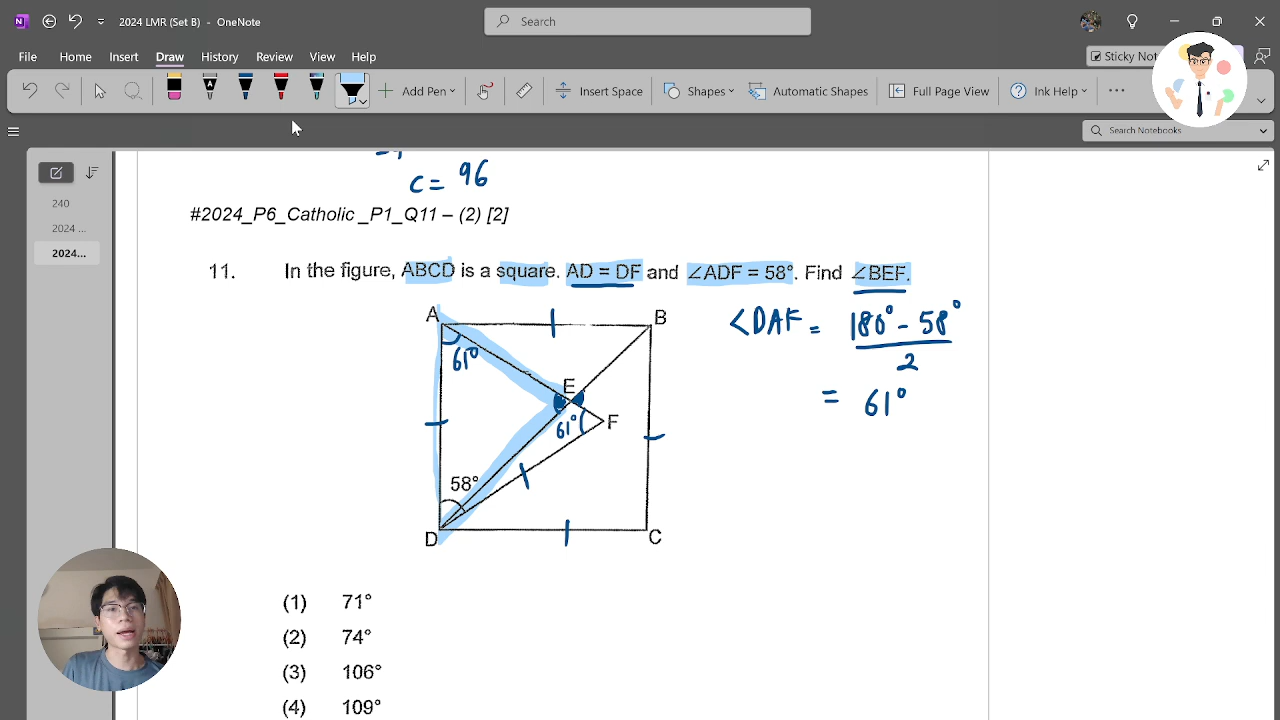 2024 LMR (Set B) - OneNote
Search
File Home Insert Draw History Review View Help
Sticky Not
Add Pen Insert Space Shapes Automatic Shapes Full Page View Ink Help
Search Notebooks
240
2024 ...
2024...
C = 96
#2024_P6_Catholic _P1_Q11 – (2) [2]
11. In the figure, ABCD is a square. AD = DF and ∠ADF = 58°. Find ∠BEF.
A
B
61°
E
61°
F
58°
D
C
∠DAF = 180° - 58°
2
= 61°
(1) 71°
(2) 74°
(3) 106°
(4) 109°